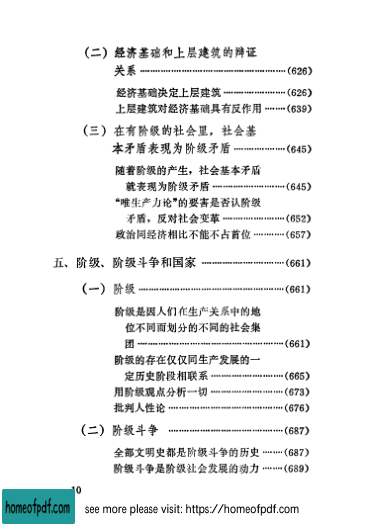 （二）经济基础和上层建筑的辩证
关系 ……………………………………(626)
经济基础决定上层建筑 ………………(626)
上层建筑对经济基础具有反作用 ……(639)
（三）在有阶级的社会里，社会基
本矛盾表现为阶级矛盾 ……………(645)
随着阶级的产生，社会基本矛盾
就表现为阶级矛盾 …………………(645)
“唯生产力论”的要害是否认阶级
矛盾，反对社会变革 ………………(652)
政治同经济相比不能不占首位 ………(657)
五、阶级、阶级斗争和国家 ……………………(661)
（一）阶级 ……………………………………(661)
阶级是因人们在生产关系中的地
位不同而划分的不同的社会集
团 ……………………………………(661)
阶级的存在仅仅同生产发展的一
定历史阶段相联系 …………………(665)
用阶级观点分析一切 …………………(673)
批判人性论 ……………………………(676)
（二）阶级斗争 ……………………………(687)
全部文明史都是阶级斗争的历史 ……(687)
阶级斗争是阶级社会发展的动力 ……(689)
10
homeofpdf.com
see more please visit: https://homeofpdf.com